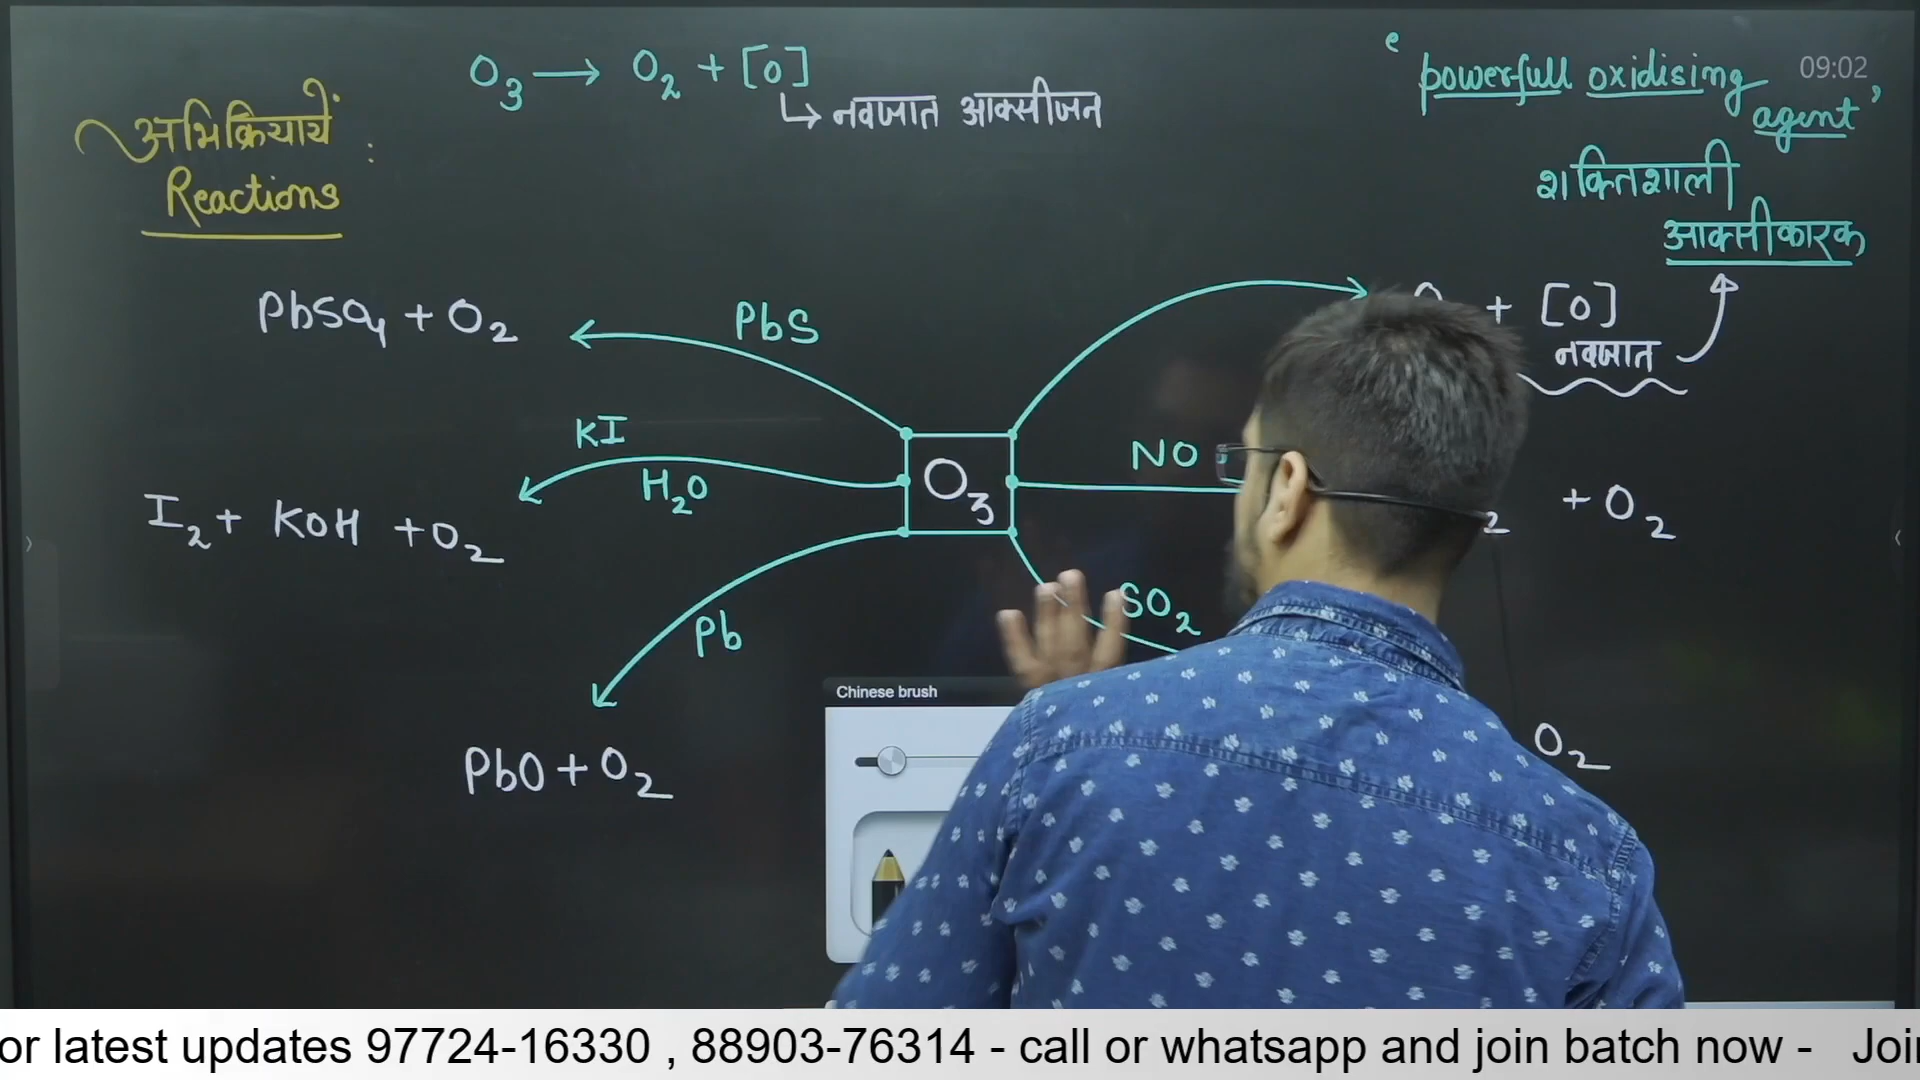 O₃ → O₂ + [O]
↳ नवजात आक्सीजन
अभिक्रियायें :
Reactions
‘powerfull oxidising
agent’
09:02
शक्तिशाली
आक्सीकारक
PbSO₄ + O₂
PbS
+ [O]
नवजात
KI
H₂O
I₂ + KOH + O₂
O₃
NO
₂ + O₂
Pb
SO₂
PbO + O₂
O₂
Chinese brush
or latest updates 97724-16330 , 88903-76314 - call or whatsapp and join batch now - Joi